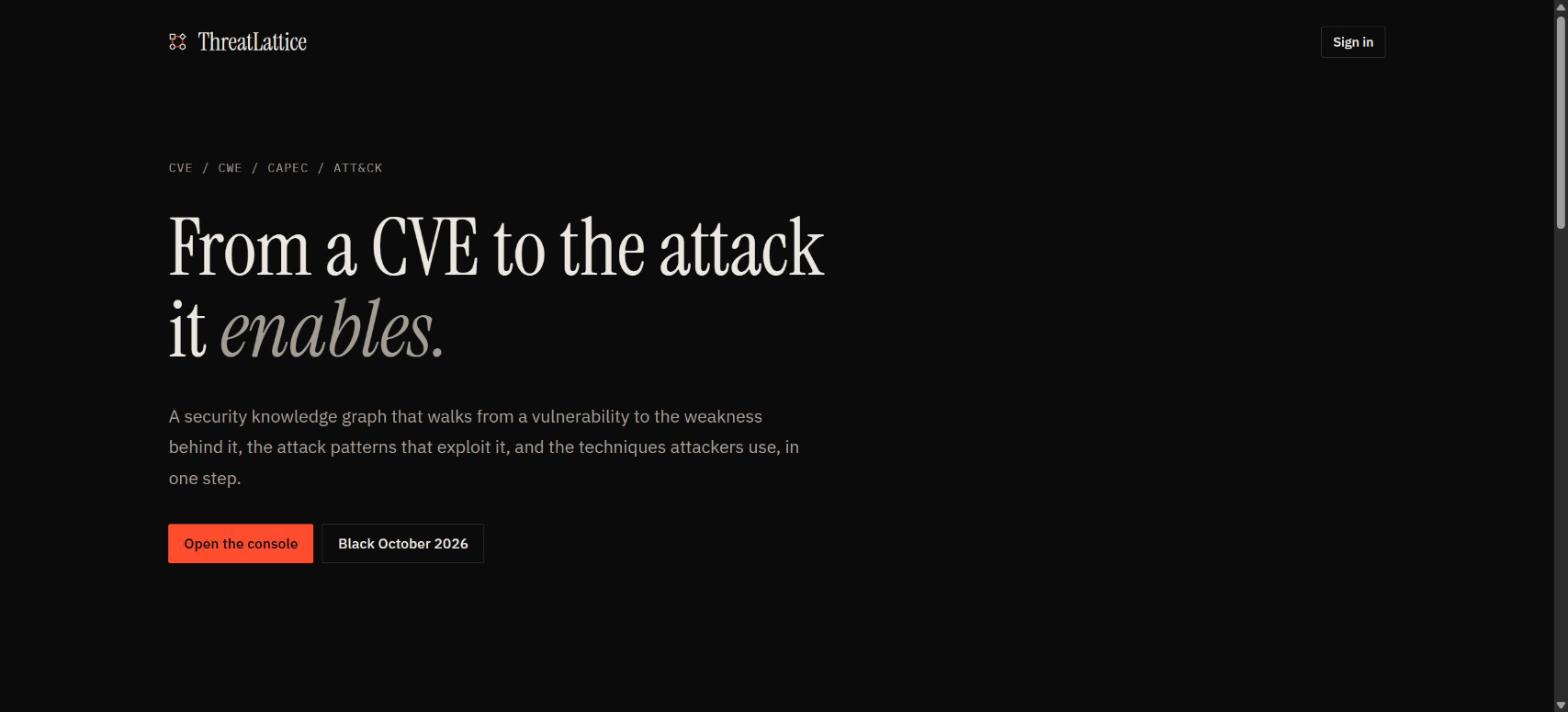 ThreatLattice
Sign in
CVE / CWE / CAPEC / ATT&CK
From a CVE to the attack
it enables.
A security knowledge graph that walks from a vulnerability to the weakness
behind it, the attack patterns that exploit it, and the techniques attackers use, in
one step.
Open the console
Black October 2026